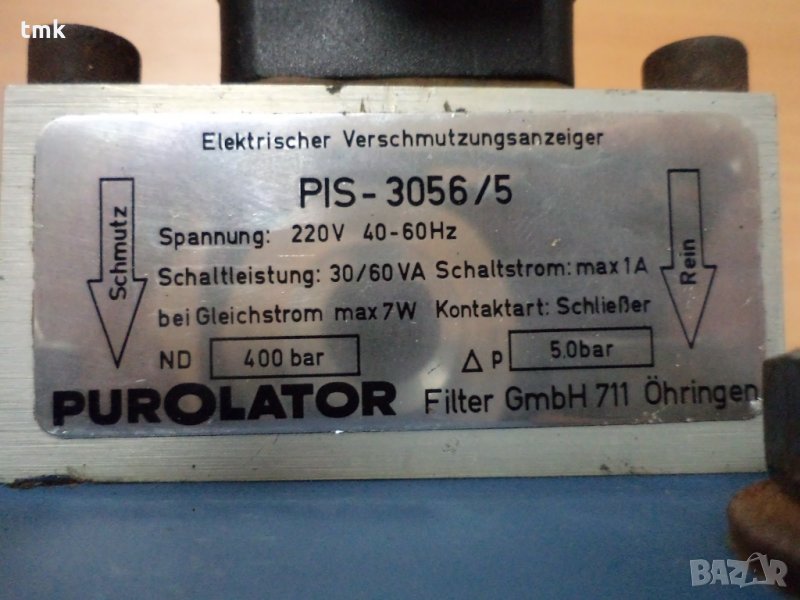 tmk
Elektrischer Verschmutzungsanzeiger
PIS-3056/5
Schmutz
Spannung: 220V 40-60Hz
Schaltleistung: 30/60 VA Schaltstrom: max 1A
bei Gleichstrom max 7W Kontaktart: Schließer
Rein
ND 400 bar Δ p 5.0bar
PUROLATOR Filter GmbH 711 Öhringen
BAZAR